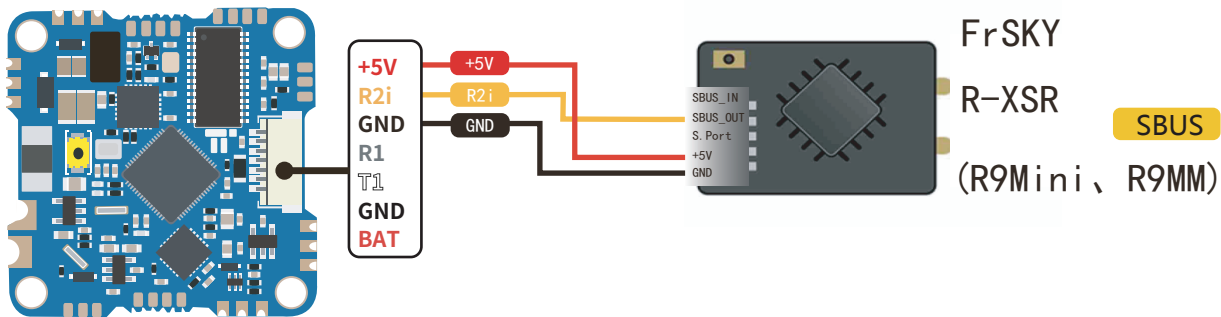 +5V
R2i
GND
R1
T1
GND
BAT
+5V
R2i
GND
SBUS_IN
SBUS_OUT
S.Port
+5V
GND
FrSKY
R-XSR
SBUS
(R9Mini、R9MM)